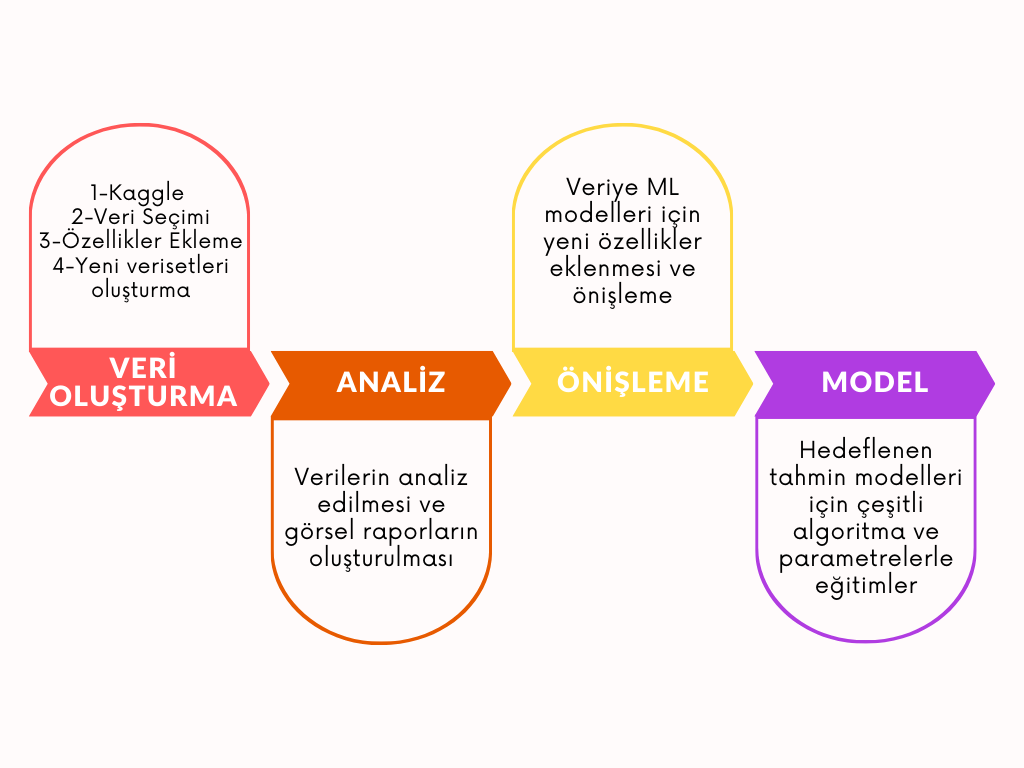 1-Kaggle
2-Veri Seçimi
3-Özellikler Ekleme
4-Yeni verisetleri
oluşturma
VERİ
OLUŞTURMA
ANALİZ
Verilerin analiz
edilmesi ve
görsel raporların
oluşturulması
Veriye ML
modelleri için
yeni özellikler
eklenmesi ve
önişleme
ÖNİŞLEME
MODEL
Hedeflenen
tahmin modelleri
için çeşitli
algoritma ve
parametrelerle
eğitimler